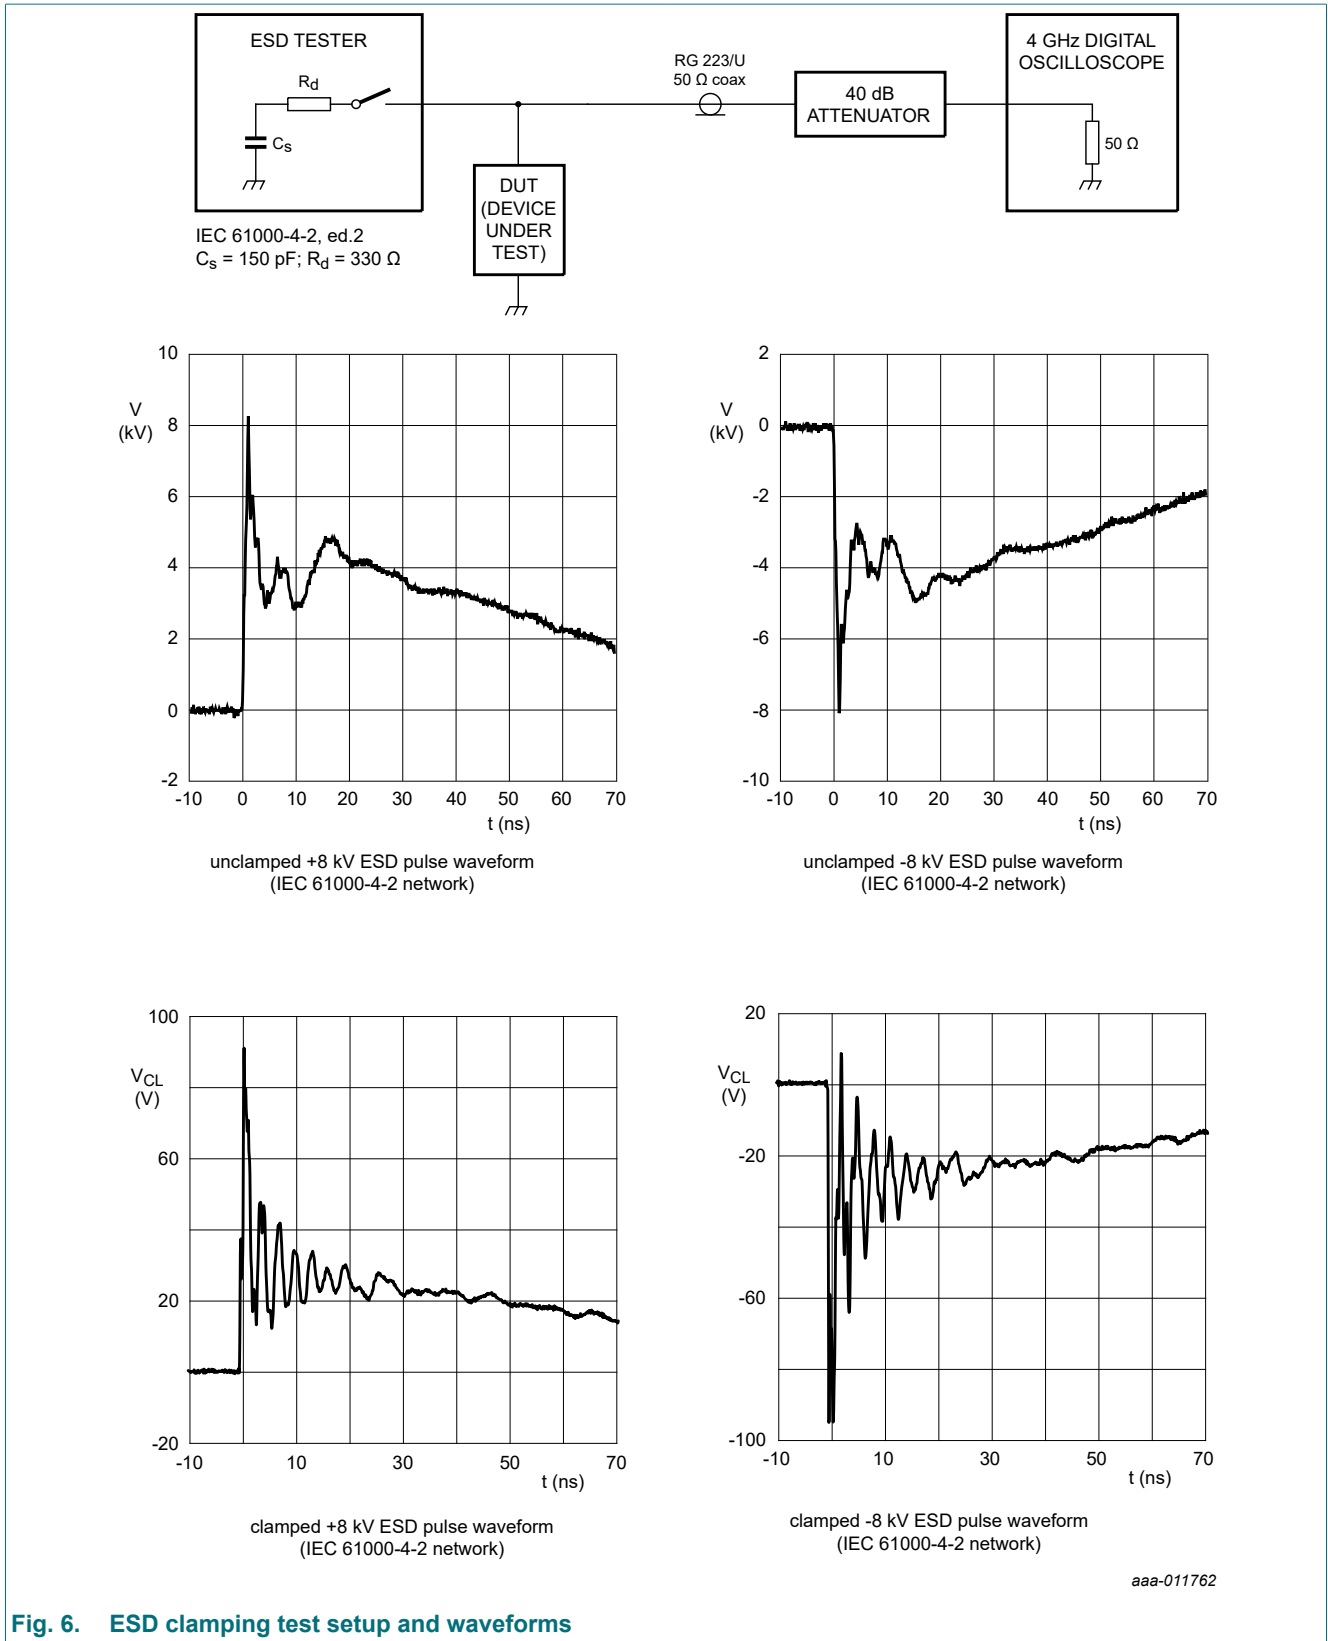 ESD TESTER
Rd
Cs
IEC 61000-4-2, ed.2
Cs = 150 pF; Rd = 330 Ω
DUT
(DEVICE
UNDER
TEST)
RG 223/U
50 Ω coax
40 dB
ATTENUATOR
4 GHz DIGITAL
OSCILLOSCOPE
50 Ω
10
8
6
4
2
0
-2
V
(kV)
-10 0 10 20 30 40 50 60 70
t (ns)
unclamped +8 kV ESD pulse waveform
(IEC 61000-4-2 network)
2
0
-2
-4
-6
-8
-10
V
(kV)
-10 0 10 20 30 40 50 60 70
t (ns)
unclamped -8 kV ESD pulse waveform
(IEC 61000-4-2 network)
100
60
20
-20
VCL
(V)
-10 10 30 50 70
t (ns)
clamped +8 kV ESD pulse waveform
(IEC 61000-4-2 network)
20
-20
-60
-100
VCL
(V)
-10 10 30 50 70
t (ns)
clamped -8 kV ESD pulse waveform
(IEC 61000-4-2 network)
aaa-011762
Fig. 6. ESD clamping test setup and waveforms